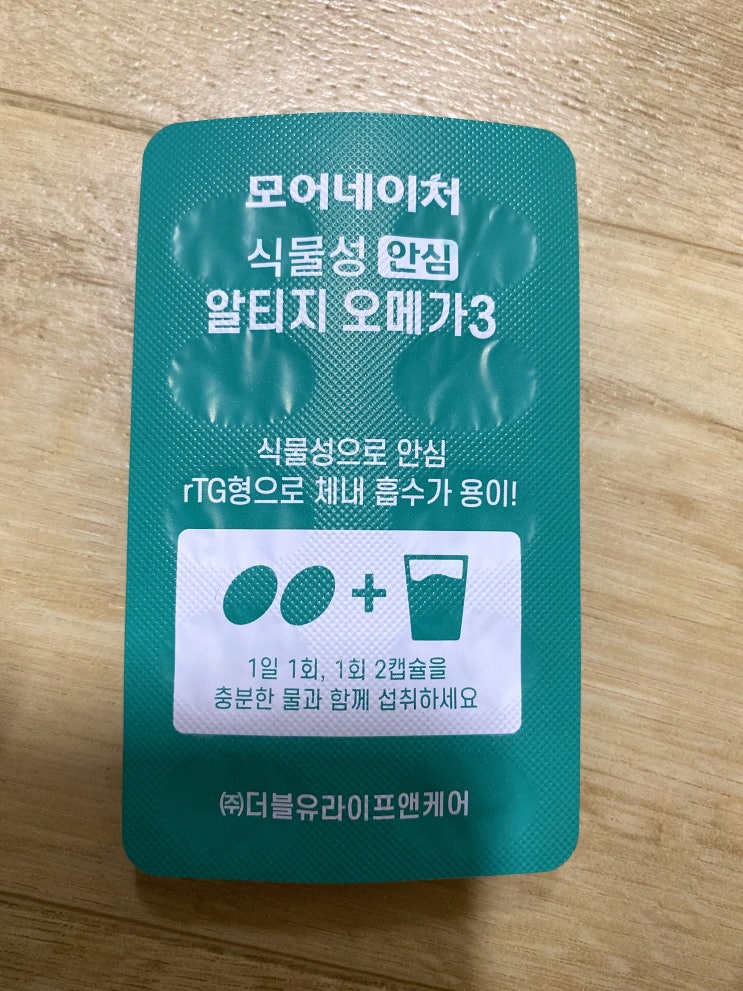 모어네이처
식물성 안심
알티지 오메가3
식물성으로 안심
rTG형으로 체내 흡수가 용이!
1일 1회, 1회 2캡슐을
충분한 물과 함께 섭취하세요
㈜더블유라이프앤케어